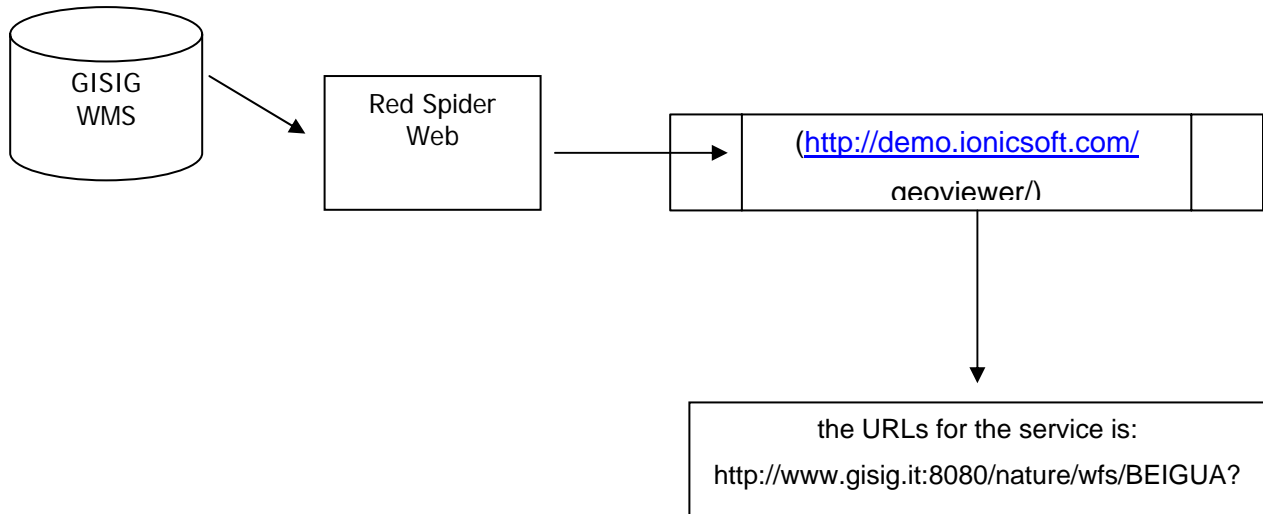 GISIG
WMS
Red Spider
Web
(http://demo.ionicsoft.com/
geoviewer/)
the URLs for the service is:
http://www.gisig.it:8080/nature/wfs/BEIGUA?